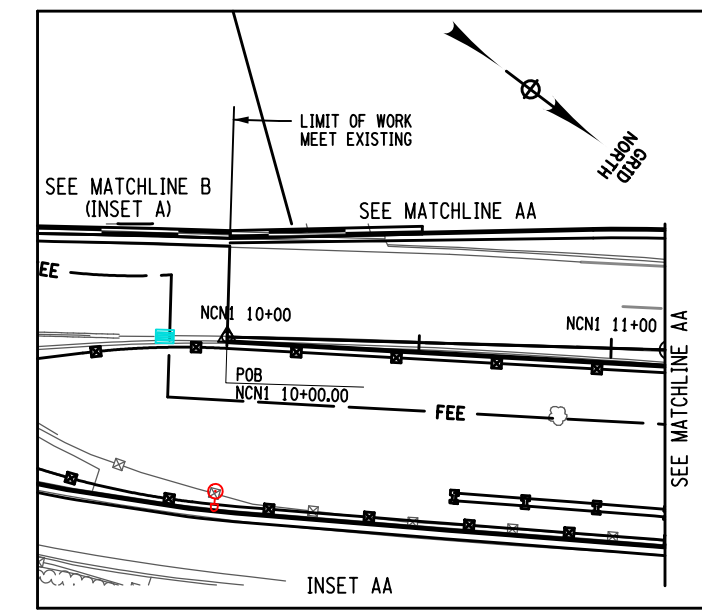 LIMIT OF WORK
MEET EXISTING
GRID
NORTH
SEE MATCHLINE B
(INSET A)
SEE MATCHLINE AA
EE
NCN1 10+00
NCN1 11+00
SEE MATCHLINE AA
POB
NCN1 10+00.00
FEE
INSET AA